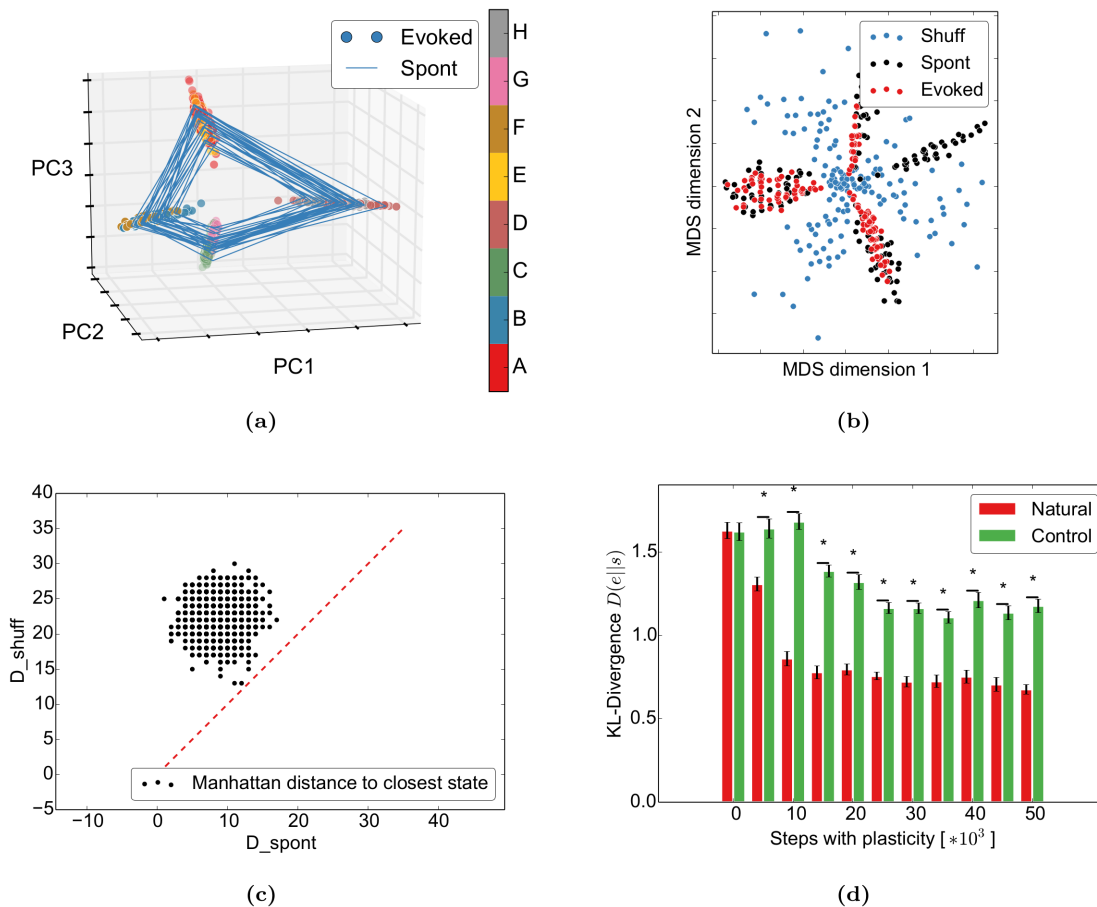 Evoked
Spont
PC3
PC2
PC1
H
G
F
E
D
C
B
A
(a)
Shuff
Spont
Evoked
MDS dimension 2
MDS dimension 1
(b)
40
35
30
25
20
15
10
5
0
−5
D_shuff
Manhattan distance to closest state
−10 0 10 20 30 40
D_spont
(c)
Natural
Control
* * * * * * * * * *
1.5
1.0
0.5
0.0
KL-Divergence D(e||s)
0 10 20 30 40 50
Steps with plasticity [ *10³ ]
(d)